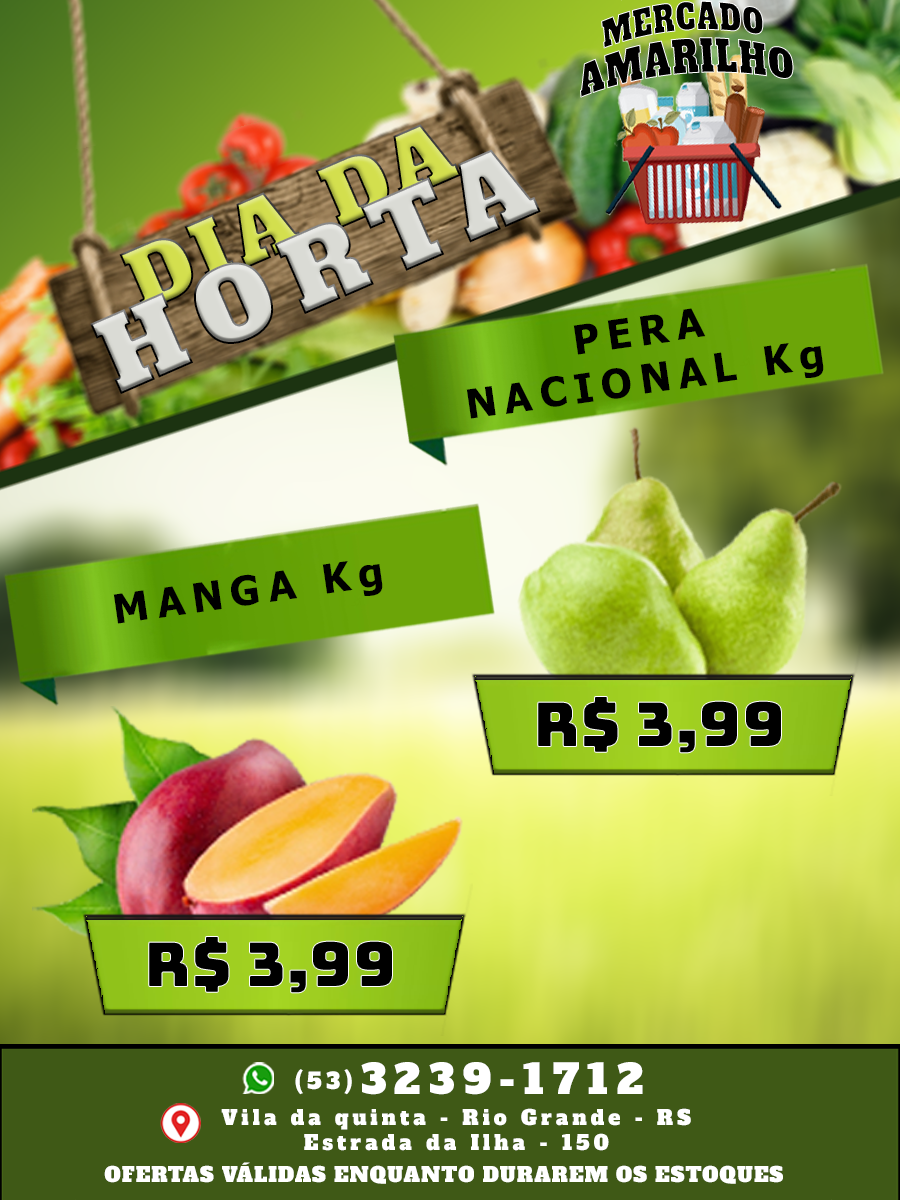 MERCADO
AMARILHO
DIA DA
HORTA
PERA
NACIONAL Kg
MANGA Kg
R$ 3,99
R$ 3,99
(53) 3239-1712
Vila da quinta - Rio Grande - RS
Estrada da Ilha - 150
OFERTAS VÁLIDAS ENQUANTO DURAREM OS ESTOQUES